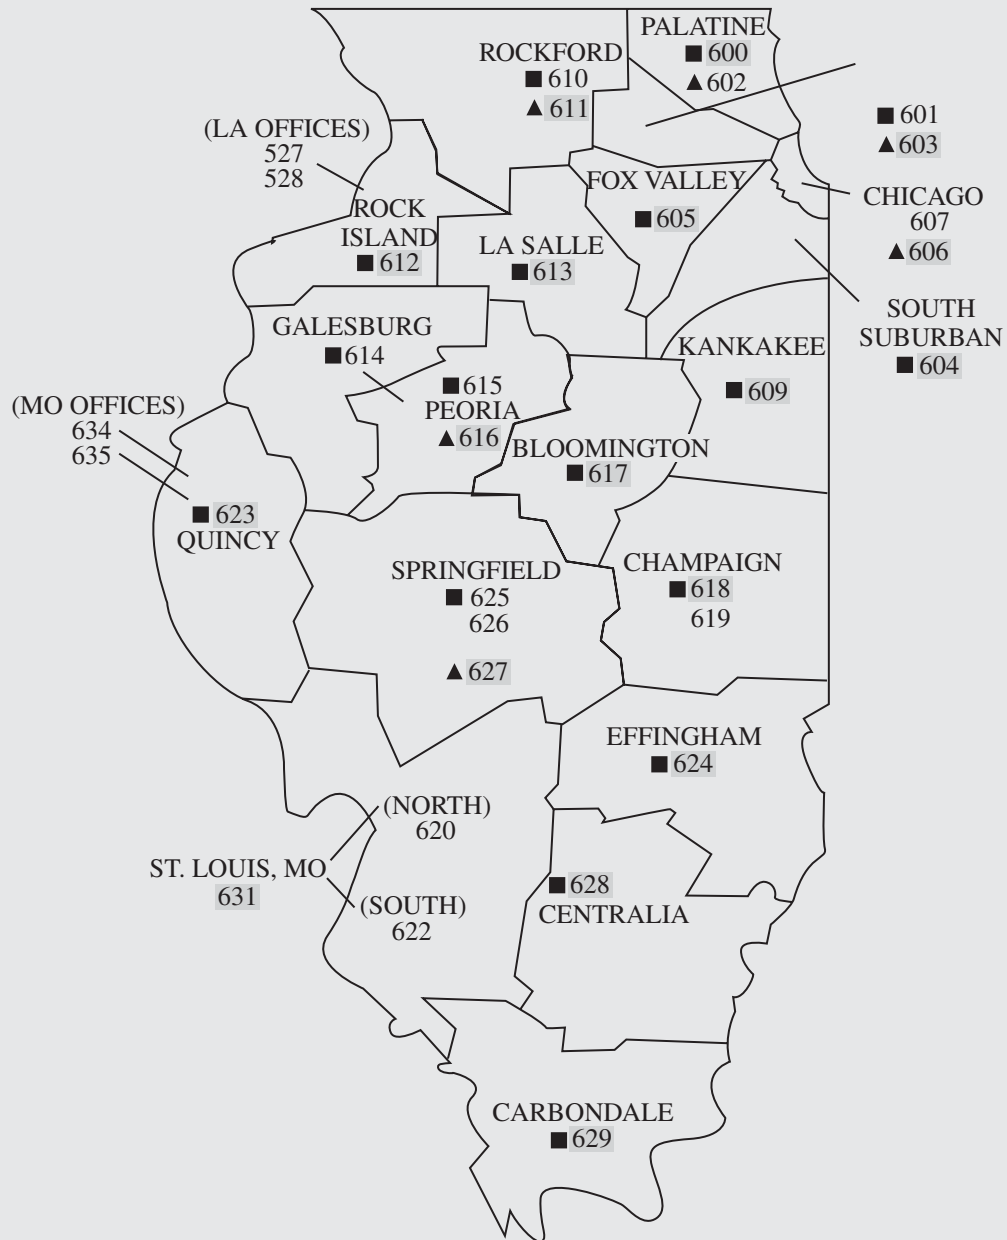 PALATINE
■ 600
▲ 602
ROCKFORD
■ 610
▲ 611
■ 601
▲ 603
(LA OFFICES)
527
528
FOX VALLEY
■ 605
CHICAGO
607
▲ 606
ROCK
ISLAND
■ 612
LA SALLE
■ 613
SOUTH
SUBURBAN
■ 604
GALESBURG
■ 614
KANKAKEE
■ 609
■ 615
PEORIA
▲ 616
(MO OFFICES)
634
635
BLOOMINGTON
■ 617
■ 623
QUINCY
SPRINGFIELD
■ 625
626
▲ 627
CHAMPAIGN
■ 618
619
EFFINGHAM
■ 624
(NORTH)
620
ST. LOUIS, MO
631
(SOUTH)
622
■ 628
CENTRALIA
CARBONDALE
■ 629